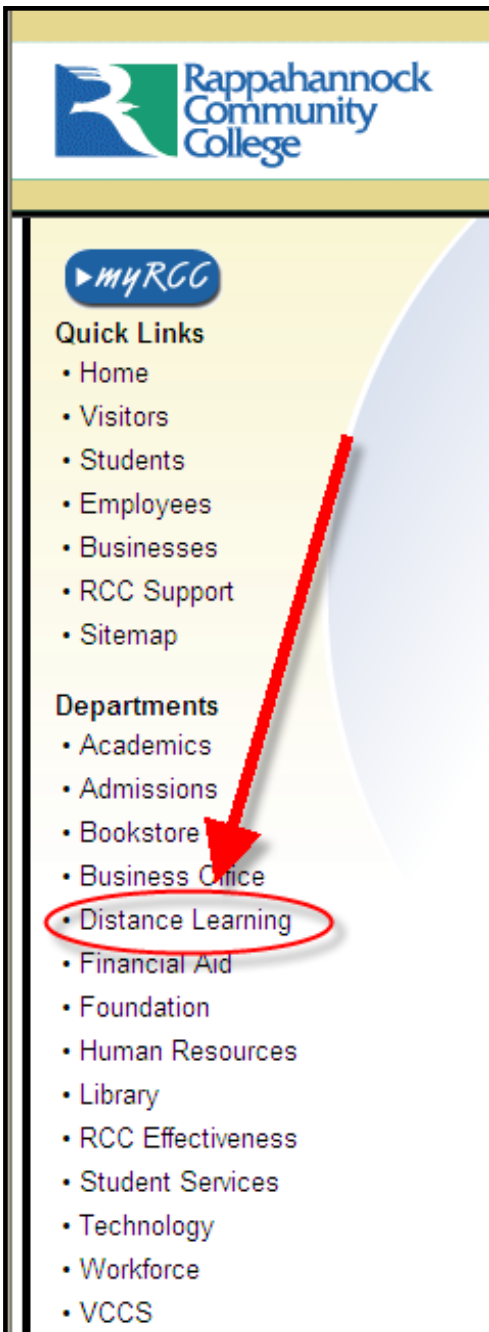 Rappahannock
Community
College
myRCC
Quick Links
• Home
• Visitors
• Students
• Employees
• Businesses
• RCC Support
• Sitemap
Departments
• Academics
• Admissions
• Bookstore
• Business Office
• Distance Learning
• Financial Aid
• Foundation
• Human Resources
• Library
• RCC Effectiveness
• Student Services
• Technology
• Workforce
• VCCS